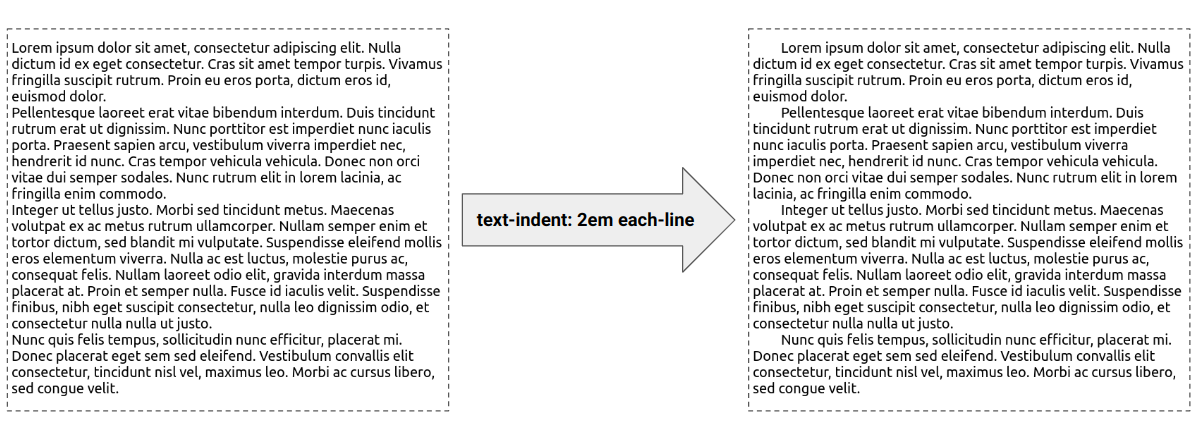 Lorem ipsum dolor sit amet, consectetur adipiscing elit. Nulla
dictum id ex eget consectetur. Cras sit amet tempor turpis. Vivamus
fringilla suscipit rutrum. Proin eu eros porta, dictum eros id,
euismod dolor.
Pellentesque laoreet erat vitae bibendum interdum. Duis tincidunt
rutrum erat ut dignissim. Nunc porttitor est imperdiet nunc iaculis
porta. Praesent sapien arcu, vestibulum viverra imperdiet nec,
hendrerit id nunc. Cras tempor vehicula vehicula. Donec non orci
vitae dui semper sodales. Nunc rutrum elit in lorem lacinia, ac
fringilla enim commodo.
Integer ut tellus justo. Morbi sed tincidunt metus. Maecenas
volutpat ex ac metus rutrum ullamcorper. Nullam semper enim et
tortor dictum, sed blandit mi vulputate. Suspendisse eleifend mollis
eros elementum viverra. Nulla ac est luctus, molestie purus ac,
consequat felis. Nullam laoreet odio elit, gravida interdum massa
placerat at. Proin et semper nulla. Fusce id iaculis velit. Suspendisse
finibus, nibh eget suscipit consectetur, nulla leo dignissim odio, et
consectetur nulla nulla ut justo.
Nunc quis felis tempus, sollicitudin nunc efficitur, placerat mi.
Donec placerat eget sem sed eleifend. Vestibulum convallis elit
consectetur, tincidunt nisl vel, maximus leo. Morbi ac cursus libero,
sed congue velit.
text-indent: 2em each-line
Lorem ipsum dolor sit amet, consectetur adipiscing elit. Nulla
dictum id ex eget consectetur. Cras sit amet tempor turpis. Vivamus
fringilla suscipit rutrum. Proin eu eros porta, dictum eros id,
euismod dolor.
Pellentesque laoreet erat vitae bibendum interdum. Duis
tincidunt rutrum erat ut dignissim. Nunc porttitor est imperdiet
nunc iaculis porta. Praesent sapien arcu, vestibulum viverra
imperdiet nec, hendrerit id nunc. Cras tempor vehicula vehicula.
Donec non orci vitae dui semper sodales. Nunc rutrum elit in lorem
lacinia, ac fringilla enim commodo.
Integer ut tellus justo. Morbi sed tincidunt metus. Maecenas
volutpat ex ac metus rutrum ullamcorper. Nullam semper enim et
tortor dictum, sed blandit mi vulputate. Suspendisse eleifend mollis
eros elementum viverra. Nulla ac est luctus, molestie purus ac,
consequat felis. Nullam laoreet odio elit, gravida interdum massa
placerat at. Proin et semper nulla. Fusce id iaculis velit. Suspendisse
finibus, nibh eget suscipit consectetur, nulla leo dignissim odio, et
consectetur nulla nulla ut justo.
Nunc quis felis tempus, sollicitudin nunc efficitur, placerat mi.
Donec placerat eget sem sed eleifend. Vestibulum convallis elit
consectetur, tincidunt nisl vel, maximus leo. Morbi ac cursus libero,
sed congue velit.